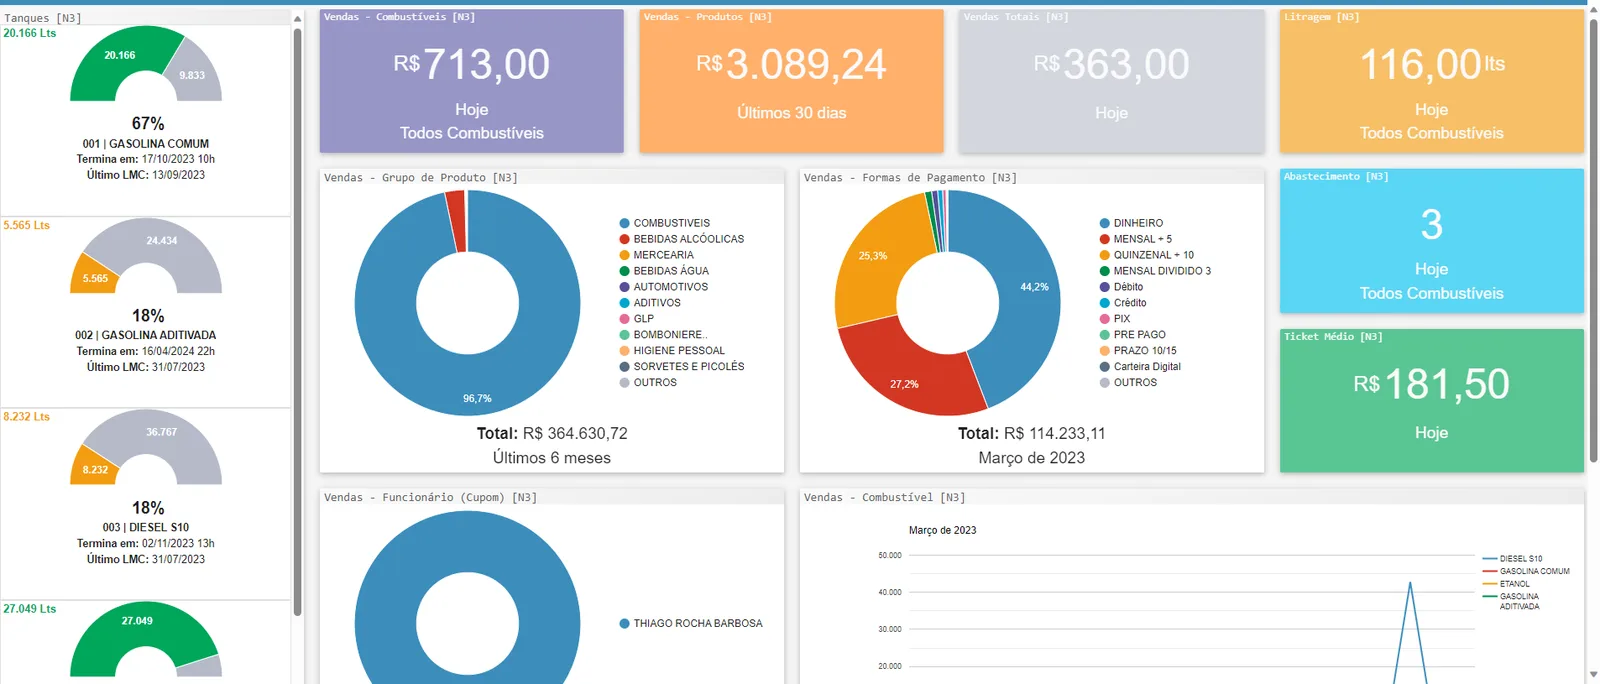 Tanques [N3]
20.166 Lts
20.166
9.833
67%
001 | GASOLINA COMUM
Termina em: 17/10/2023 10h
Último LMC: 13/09/2023
5.565 Lts
24.434
5.565
18%
002 | GASOLINA ADITIVADA
Termina em: 16/04/2024 22h
Último LMC: 31/07/2023
8.232 Lts
36.767
8.232
18%
003 | DIESEL S10
Termina em: 02/11/2023 13h
Último LMC: 31/07/2023
27.049 Lts
27.049
Vendas - Combustíveis [N3]
R$ 713,00
Hoje
Todos Combustíveis
Vendas - Produtos [N3]
R$ 3.089,24
Últimos 30 dias
Vendas Totais [N3]
R$ 363,00
Hoje
Litragem [N3]
116,00 lts
Hoje
Todos Combustíveis
Vendas - Grupo de Produto [N3]
96,7%
COMBUSTIVEIS
BEBIDAS ALCÓOLICAS
MERCEARIA
BEBIDAS ÁGUA
AUTOMOTIVOS
ADITIVOS
GLP
BOMBONIERE..
HIGIENE PESSOAL
SORVETES E PICOLÉS
OUTROS
Total: R$ 364.630,72
Últimos 6 meses
Vendas - Formas de Pagamento [N3]
25,3%
44,2%
27,2%
DINHEIRO
MENSAL + 5
QUINZENAL + 10
MENSAL DIVIDIDO 3
Débito
Crédito
PIX
PRE PAGO
PRAZO 10/15
Carteira Digital
OUTROS
Total: R$ 114.233,11
Março de 2023
Abastecimento [N3]
3
Hoje
Todos Combustíveis
Ticket Médio [N3]
R$ 181,50
Hoje
Vendas - Funcionário (Cupom) [N3]
THIAGO ROCHA BARBOSA
Vendas - Combustível [N3]
Março de 2023
50.000
40.000
30.000
20.000
DIESEL S10
GASOLINA COMUM
ETANOL
GASOLINA
ADITIVADA